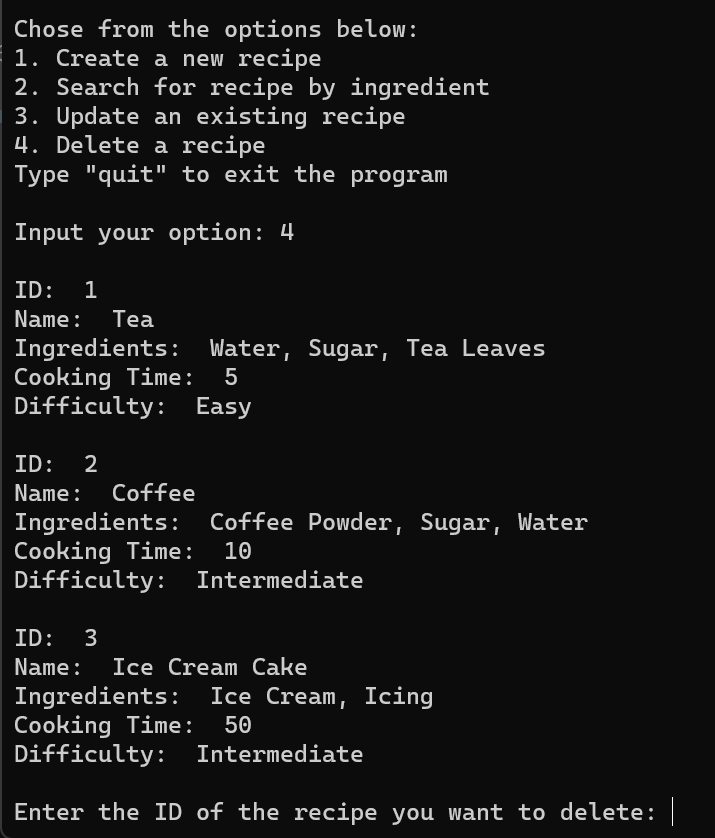 Chose from the options below:
1. Create a new recipe
2. Search for recipe by ingredient
3. Update an existing recipe
4. Delete a recipe
Type "quit" to exit the program
Input your option: 4
ID:  1
Name:  Tea
Ingredients:  Water, Sugar, Tea Leaves
Cooking Time:  5
Difficulty:  Easy
ID:  2
Name:  Coffee
Ingredients:  Coffee Powder, Sugar, Water
Cooking Time:  10
Difficulty:  Intermediate
ID:  3
Name:  Ice Cream Cake
Ingredients:  Ice Cream, Icing
Cooking Time:  50
Difficulty:  Intermediate
Enter the ID of the recipe you want to delete: